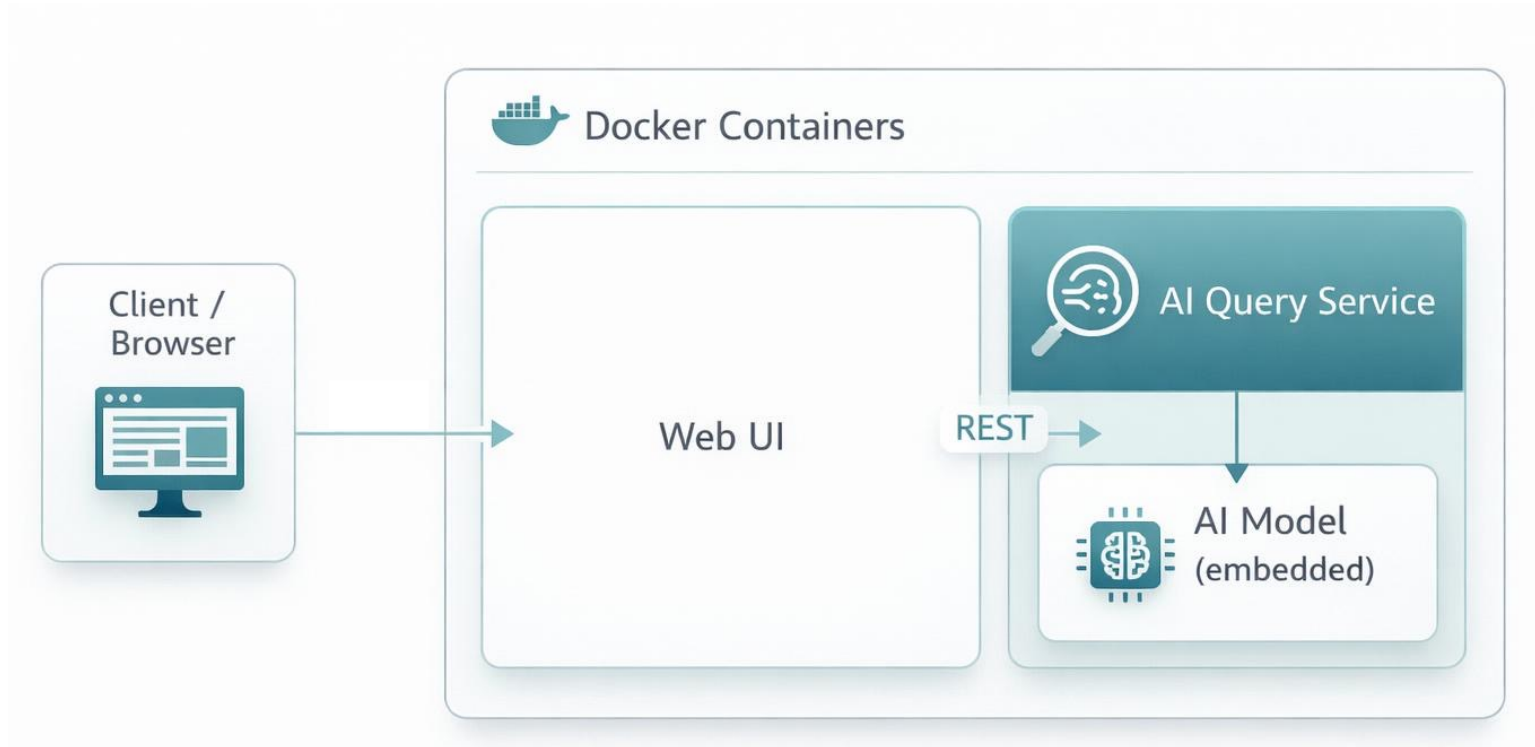 Docker Containers
Client /
Browser
Web UI
REST
AI Query Service
AI Model
(embedded)